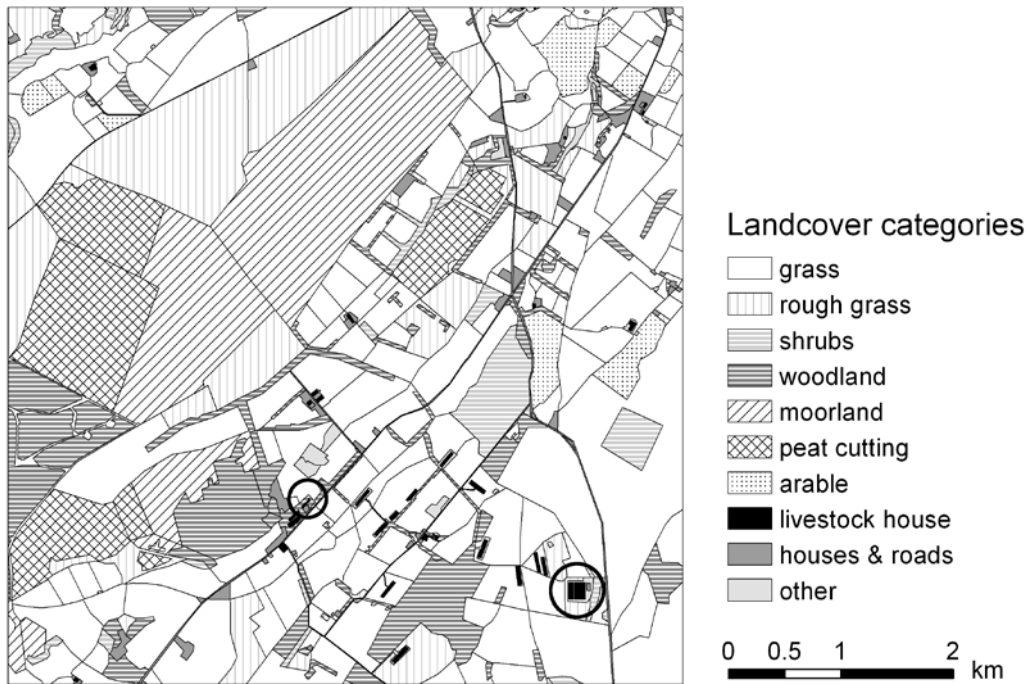 Landcover categories
grass
rough grass
shrubs
woodland
moorland
peat cutting
arable
livestock house
houses & roads
other
0 0.5 1 2
km